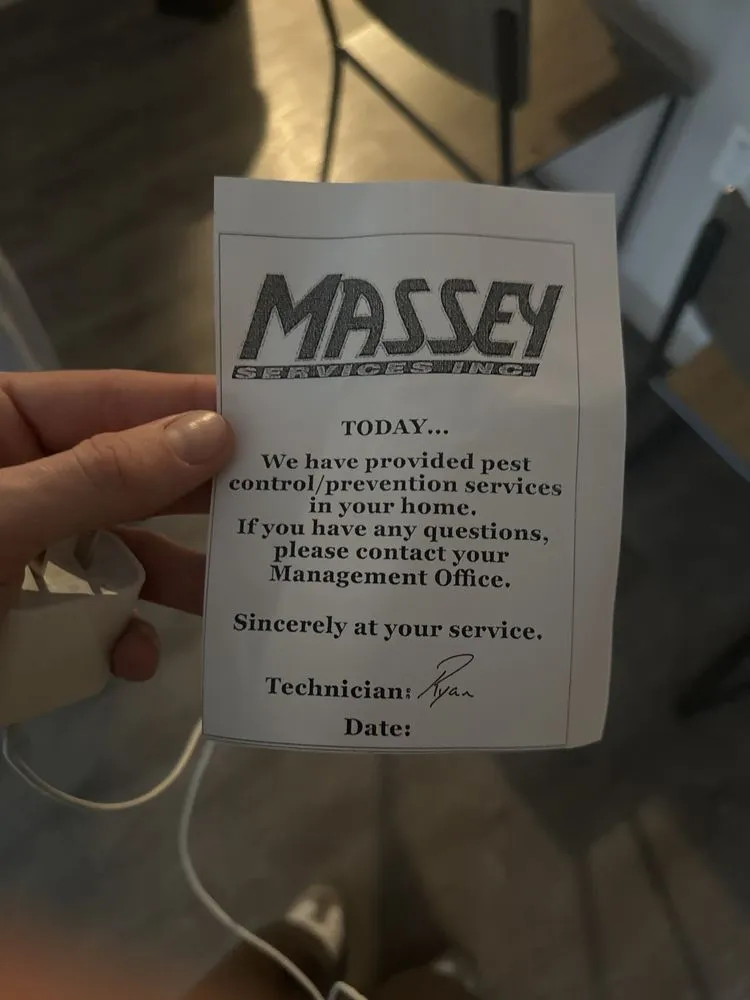 MASSEY
SERVICES INC.
TODAY...
We have provided pest
control/prevention services
in your home.
If you have any questions,
please contact your
Management Office.
Sincerely at your service.
Technician: Ryan
Date: